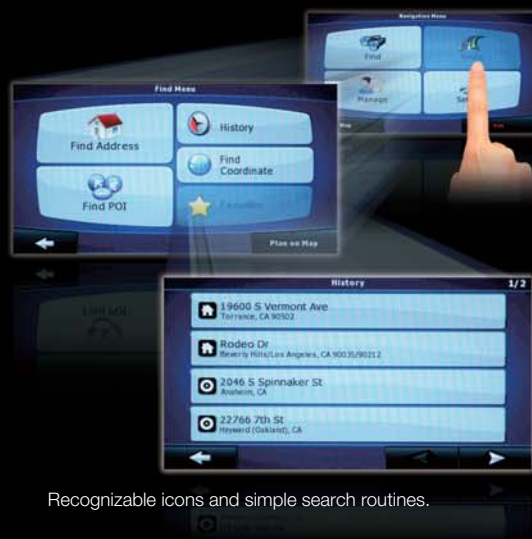 Navigation Menu
Find
Manage
Find Menu
Find Address
History
Find
Coordinate
Find POI
Favorites
Plan on Map
History
1/2
19600 S Vermont Ave
Torrance, CA 90502
Rodeo Dr
Beverly Hills/Los Angeles, CA 90035/90212
2046 S Spinnaker St
Anaheim, CA
22766 7th St
Hayward (Oakland), CA
Recognizable icons and simple search routines.